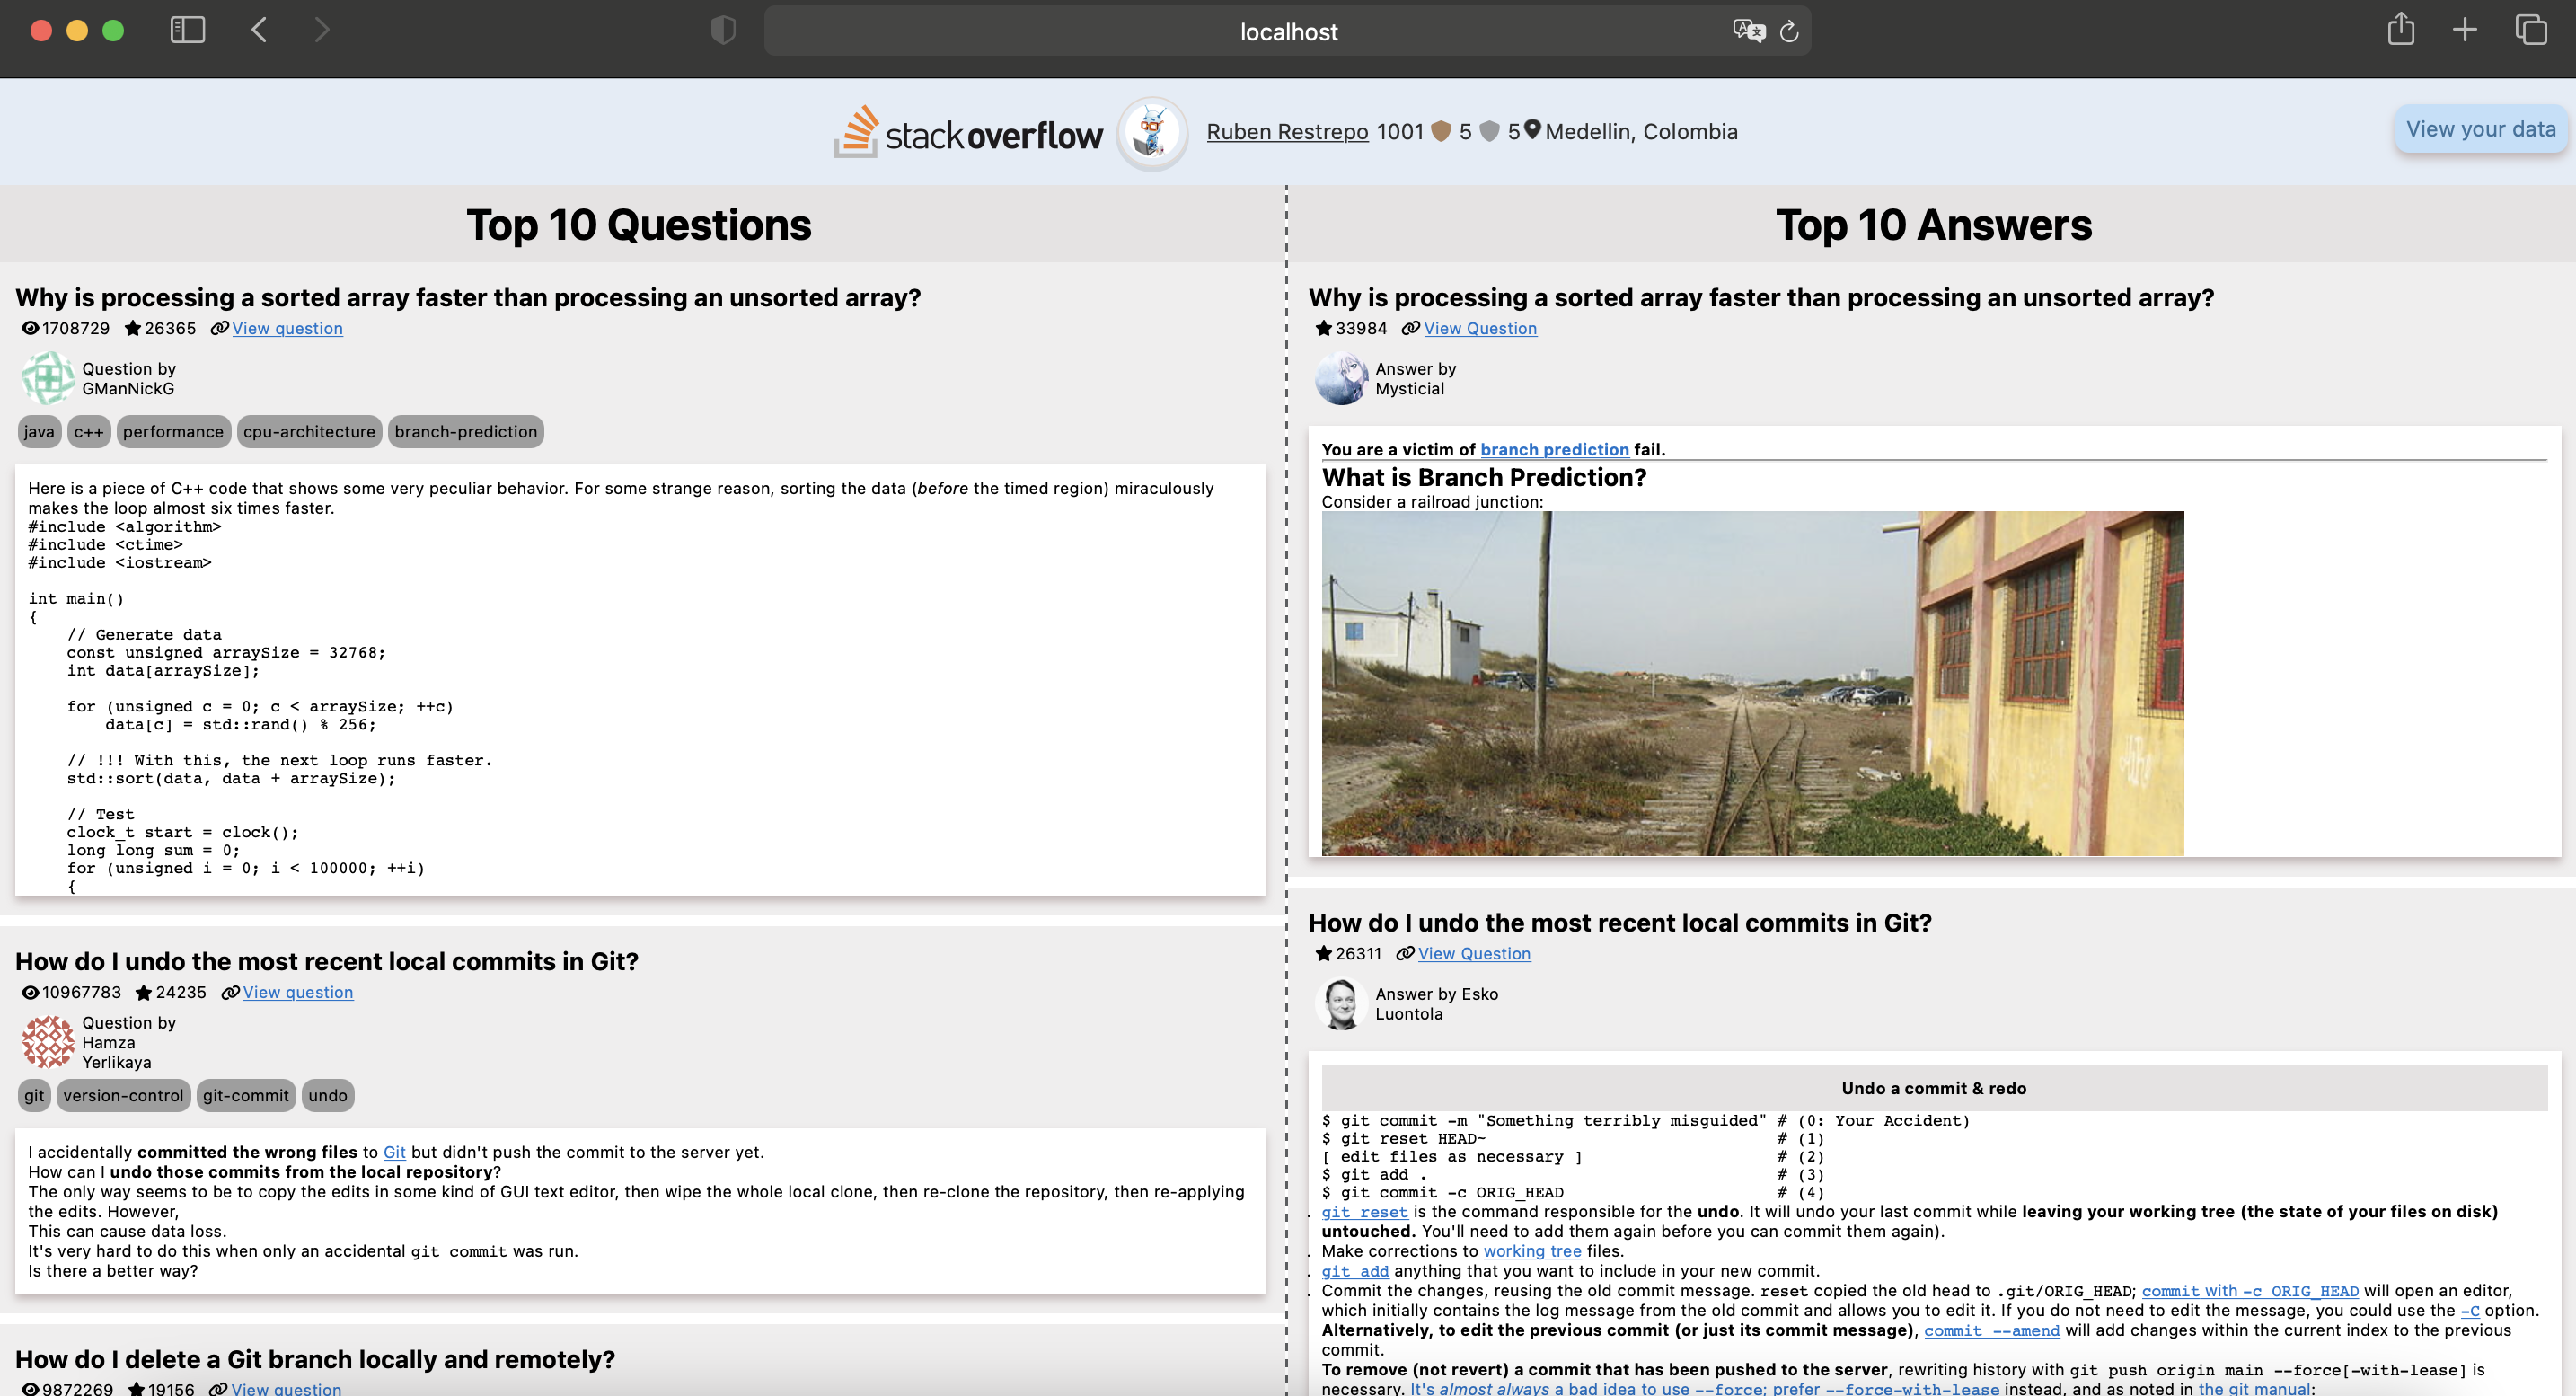 localhost
stackoverflow
Ruben Restrepo 1001 5 5 Medellin, Colombia
View your data
Top 10 Questions
Why is processing a sorted array faster than processing an unsorted array?
1708729 26365 View question
Question by
GManNickG
java c++ performance cpu-architecture branch-prediction
Here is a piece of C++ code that shows some very peculiar behavior. For some strange reason, sorting the data (before the timed region) miraculously
makes the loop almost six times faster.
#include <algorithm>
#include <ctime>
#include <iostream>
int main()
{
// Generate data
const unsigned arraySize = 32768;
int data[arraySize];
for (unsigned c = 0; c < arraySize; ++c)
data[c] = std::rand() % 256;
// !!! With this, the next loop runs faster.
std::sort(data, data + arraySize);
// Test
clock_t start = clock();
long long sum = 0;
for (unsigned i = 0; i < 100000; ++i)
{
How do I undo the most recent local commits in Git?
10967783 24235 View question
Question by
Hamza
Yerlikaya
git version-control git-commit undo
I accidentally committed the wrong files to Git but didn't push the commit to the server yet.
How can I undo those commits from the local repository?
The only way seems to be to copy the edits in some kind of GUI text editor, then wipe the whole local clone, then re-clone the repository, then re-applying
the edits. However,
This can cause data loss.
It's very hard to do this when only an accidental git commit was run.
Is there a better way?
How do I delete a Git branch locally and remotely?
9872269 19156 View question
Top 10 Answers
Why is processing a sorted array faster than processing an unsorted array?
33984 View Question
Answer by
Mysticial
You are a victim of branch prediction fail.
What is Branch Prediction?
Consider a railroad junction:
How do I undo the most recent local commits in Git?
26311 View Question
Answer by Esko
Luontola
Undo a commit & redo
$ git commit -m "Something terribly misguided" # (0: Your Accident)
$ git reset HEAD~ # (1)
[ edit files as necessary ] # (2)
$ git add . # (3)
$ git commit -c ORIG_HEAD # (4)
. git reset is the command responsible for the undo. It will undo your last commit while leaving your working tree (the state of your files on disk)
untouched. You'll need to add them again before you can commit them again).
. Make corrections to working tree files.
. git add anything that you want to include in your new commit.
. Commit the changes, reusing the old commit message. reset copied the old head to .git/ORIG_HEAD; commit with -c ORIG_HEAD will open an editor,
which initially contains the log message from the old commit and allows you to edit it. If you do not need to edit the message, you could use the -C option.
Alternatively, to edit the previous commit (or just its commit message), commit --amend will add changes within the current index to the previous
commit.
To remove (not revert) a commit that has been pushed to the server, rewriting history with git push origin main --force[-with-lease] is
necessary. It's almost always a bad idea to use --force; prefer --force-with-lease instead, and as noted in the git manual: